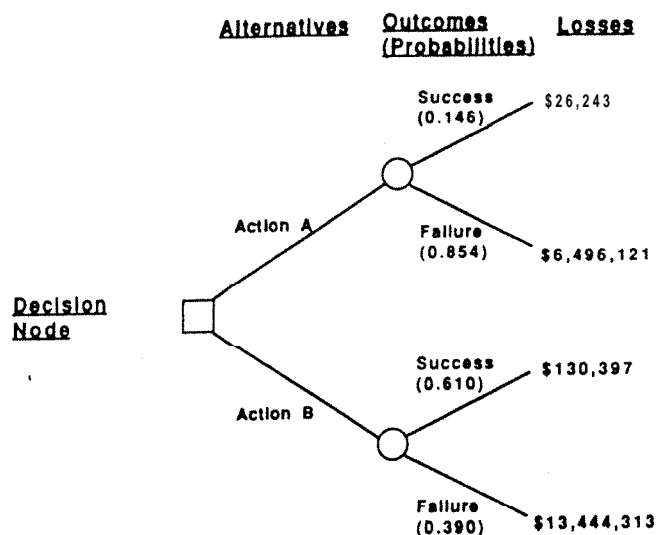 Alternatives
Outcomes
(Probabilities)
Losses
Success
(0.146)
$26,243
Action A
Failure
(0.854)
$6,496,121
Decision
Node
Success
(0.610)
$130,397
Action B
Failure
(0.390)
$13,444,313